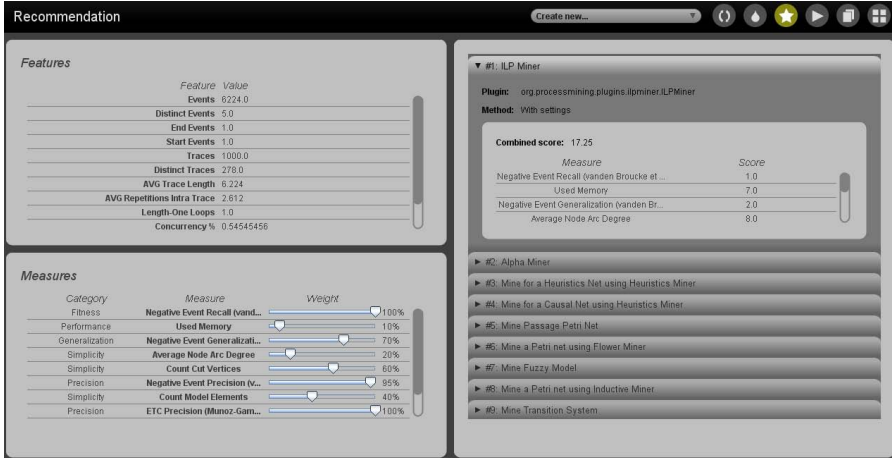 Recommendation
Create new...
Features
Feature Value
Events 6224.0
Distinct Events 5.0
End Events 1.0
Start Events 1.0
Traces 1000.0
Distinct Traces 278.0
AVG Trace Length 6.224
AVG Repetitions Intra Trace 2.612
Length-One Loops 1.0
Concurrency % 0.54545456
Measures
Category Measure Weight
Fitness Negative Event Recall (vand... 100%
Performance Used Memory 10%
Generalization Negative Event Generalizati... 70%
Simplicity Average Node Arc Degree 20%
Simplicity Count Cut Vertices 60%
Precision Negative Event Precision (v... 95%
Simplicity Count Model Elements 40%
Precision ETC Precision (Munoz-Gam... 100%
#1: ILP Miner
Plugin: org.processmining.plugins.ilpminer.ILPMiner
Method: With settings
Combined score: 17.25
Measure Score
Negative Event Recall (vanden Broucke et ... 1.0
Used Memory 7.0
Negative Event Generalization (vanden Br... 2.0
Average Node Arc Degree 8.0
#2: Alpha Miner
#3: Mine for a Heuristics Net using Heuristics Miner
#4: Mine for a Causal Net using Heuristics Miner
#5: Mine Passage Petri Net
#6: Mine a Petri net using Flower Miner
#7: Mine Fuzzy Model
#8: Mine a Petri net using Inductive Miner
#9: Mine Transition System